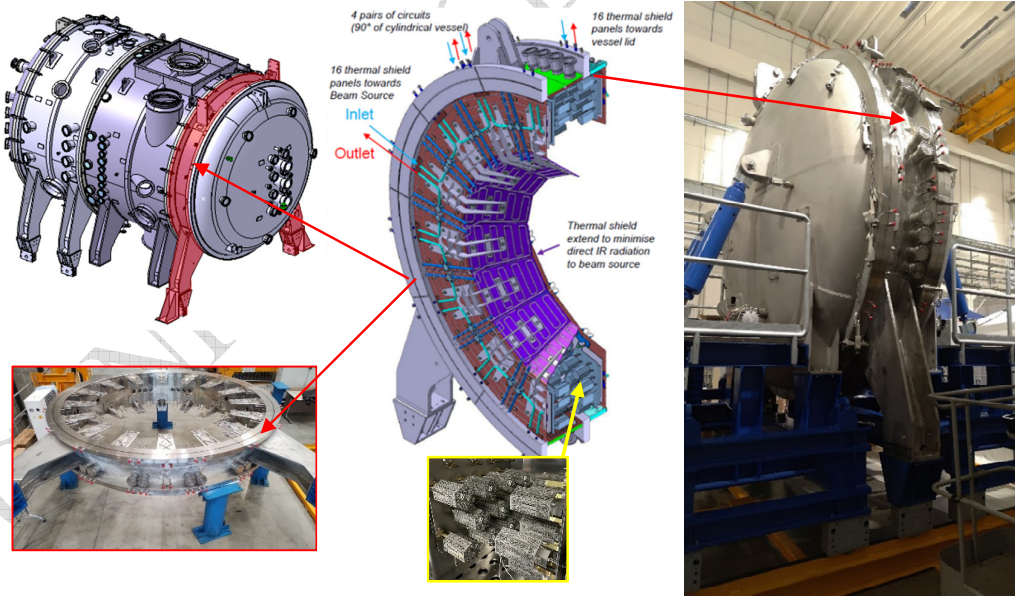 4 pairs of circuits
(90° of cylindrical vessel)
16 thermal shield
panels towards
vessel lid
16 thermal shield
panels towards
Beam Source
Inlet
Outlet
Thermal shield
extend to minimise
direct IR radiation
to beam source